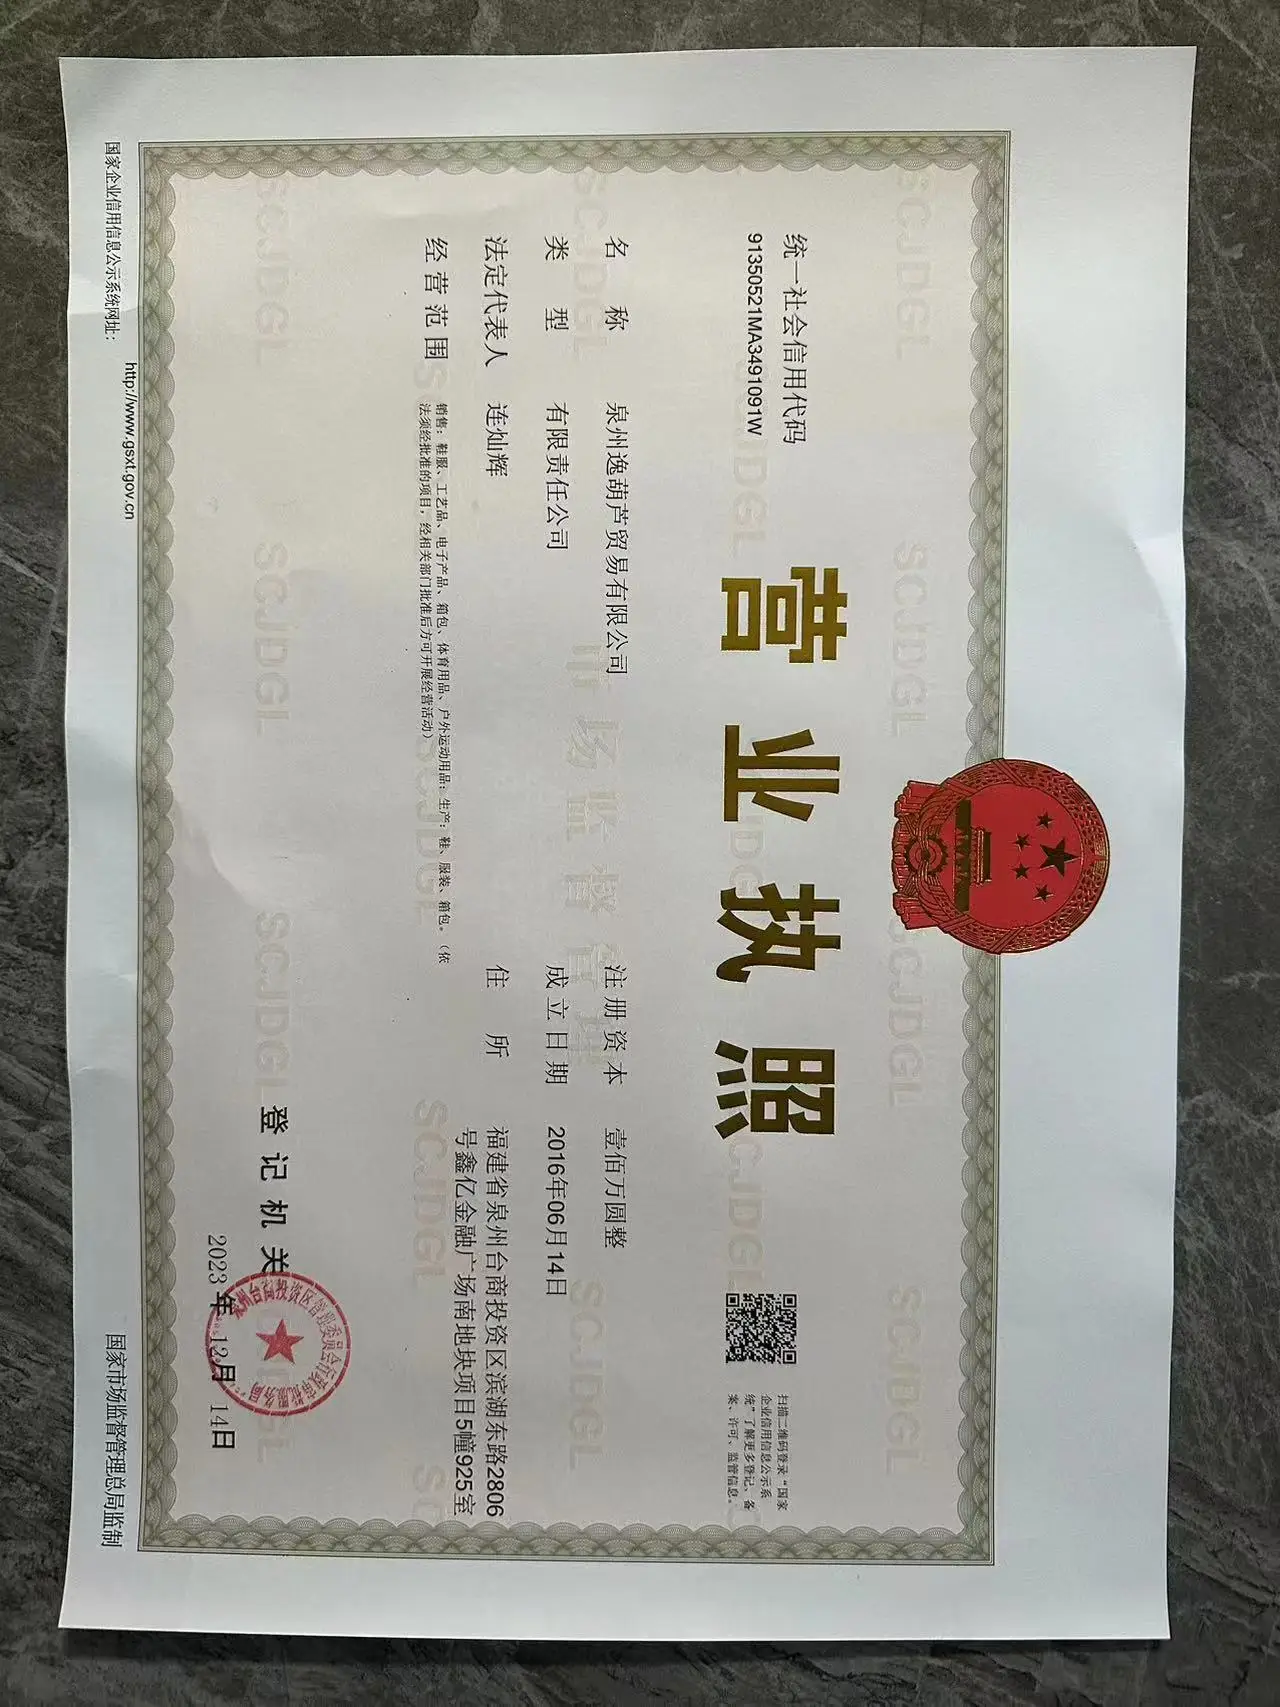 营业执照
统一社会信用代码
91350521MA3491091W
扫描二维码登录"国家
企业信用信息公示系
统"了解更多登记、备
案、许可、监管信息。
名称 泉州逸葫芦贸易有限公司
类型 有限责任公司
法定代表人 连灿辉
经营范围 销售：鞋服、工艺品、电子产品、箱包、体育用品、户外运动用品；生产：鞋、服装、箱包。（依
法须经批准的项目，经相关部门批准后方可开展经营活动）
注册资本 壹佰万圆整
成立日期 2016年06月14日
住所 福建省泉州台商投资区滨湖东路2806
号鑫亿金融广场南地块项目5幢925室
登记机关
2023年12月14日
国家企业信用信息公示系统网址：
http://www.gsxt.gov.cn
国家市场监督管理总局监制
SCJDGL
市场监督管理